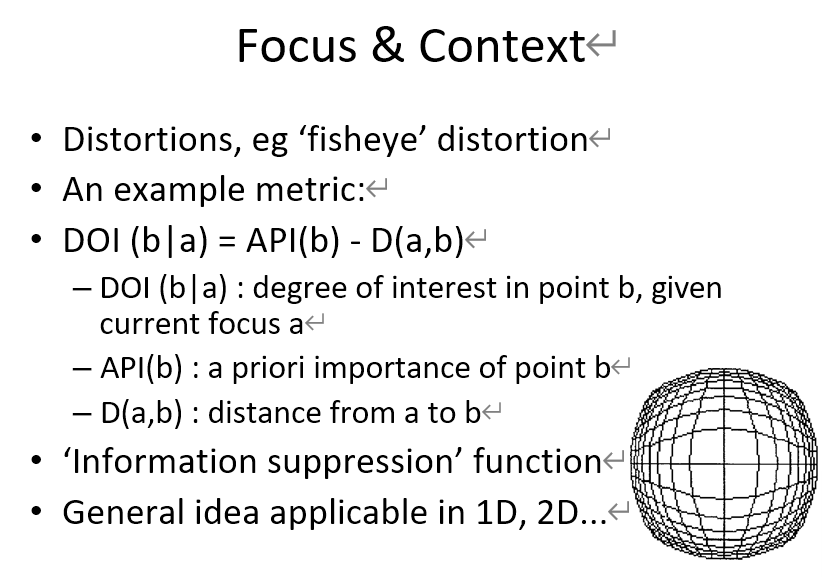 Focus & Context↵
• Distortions, eg ‘fisheye’ distortion↵
• An example metric:↵
• DOI (b|a) = API(b) - D(a,b)↵
– DOI (b|a) : degree of interest in point b, given
current focus a↵
– API(b) : a priori importance of point b↵
– D(a,b) : distance from a to b↵
• ‘Information suppression’ function↵
• General idea applicable in 1D, 2D...↵